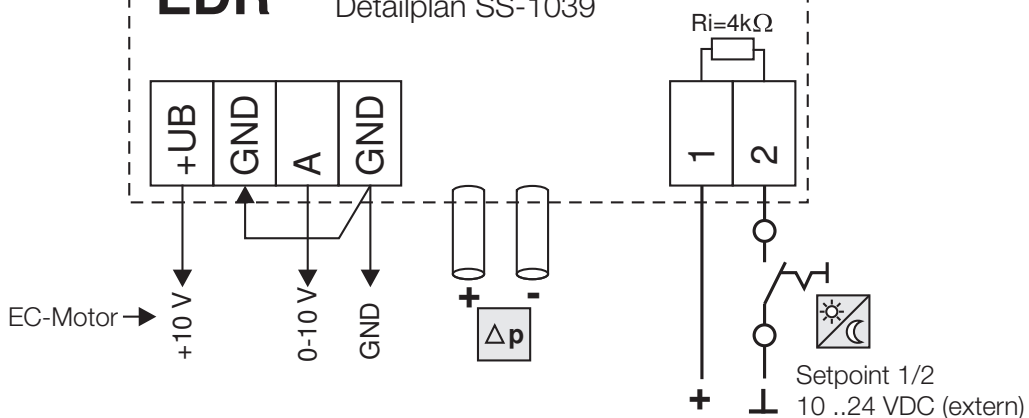 EDR
Detailplan SS-1039
Ri=4kΩ
+UB
GND
A
GND
1
2
EC-Motor
+10 V
0-10 V
GND
+
-
Δp
+
Setpoint 1/2
10 ..24 VDC (extern)